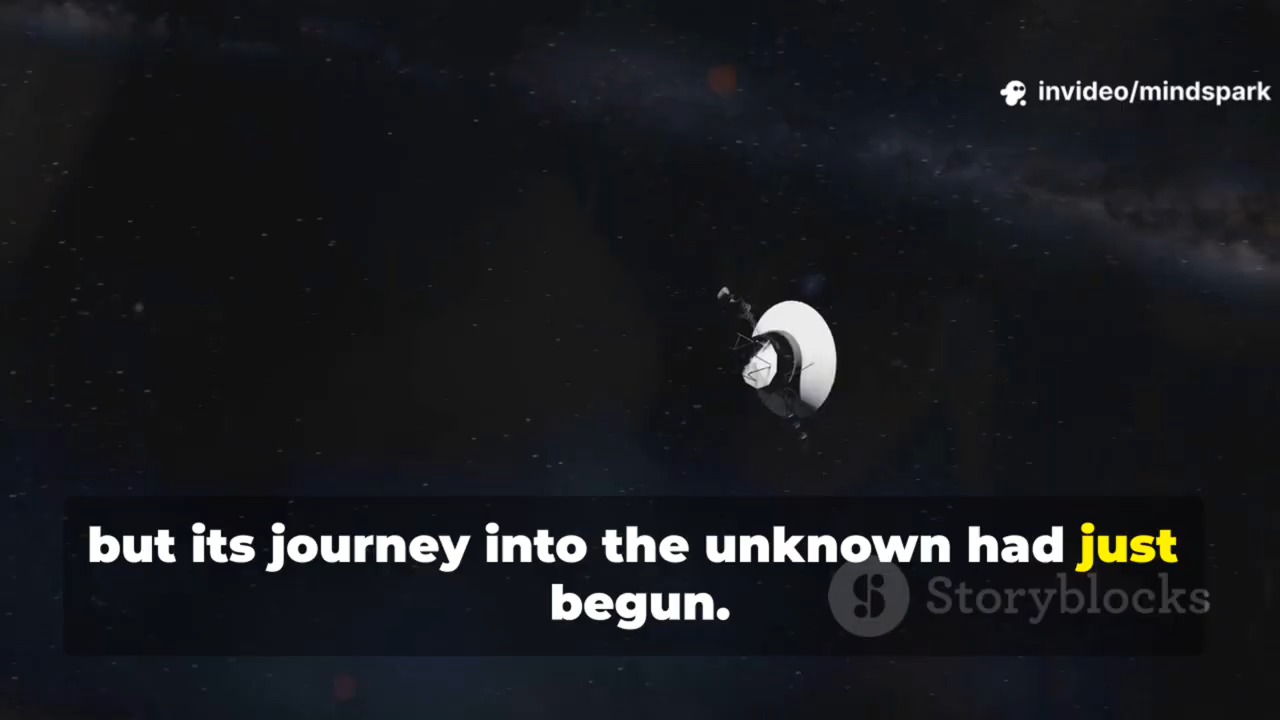 invideo/mindspark
but its journey into the unknown had just
begun.
Storyblocks